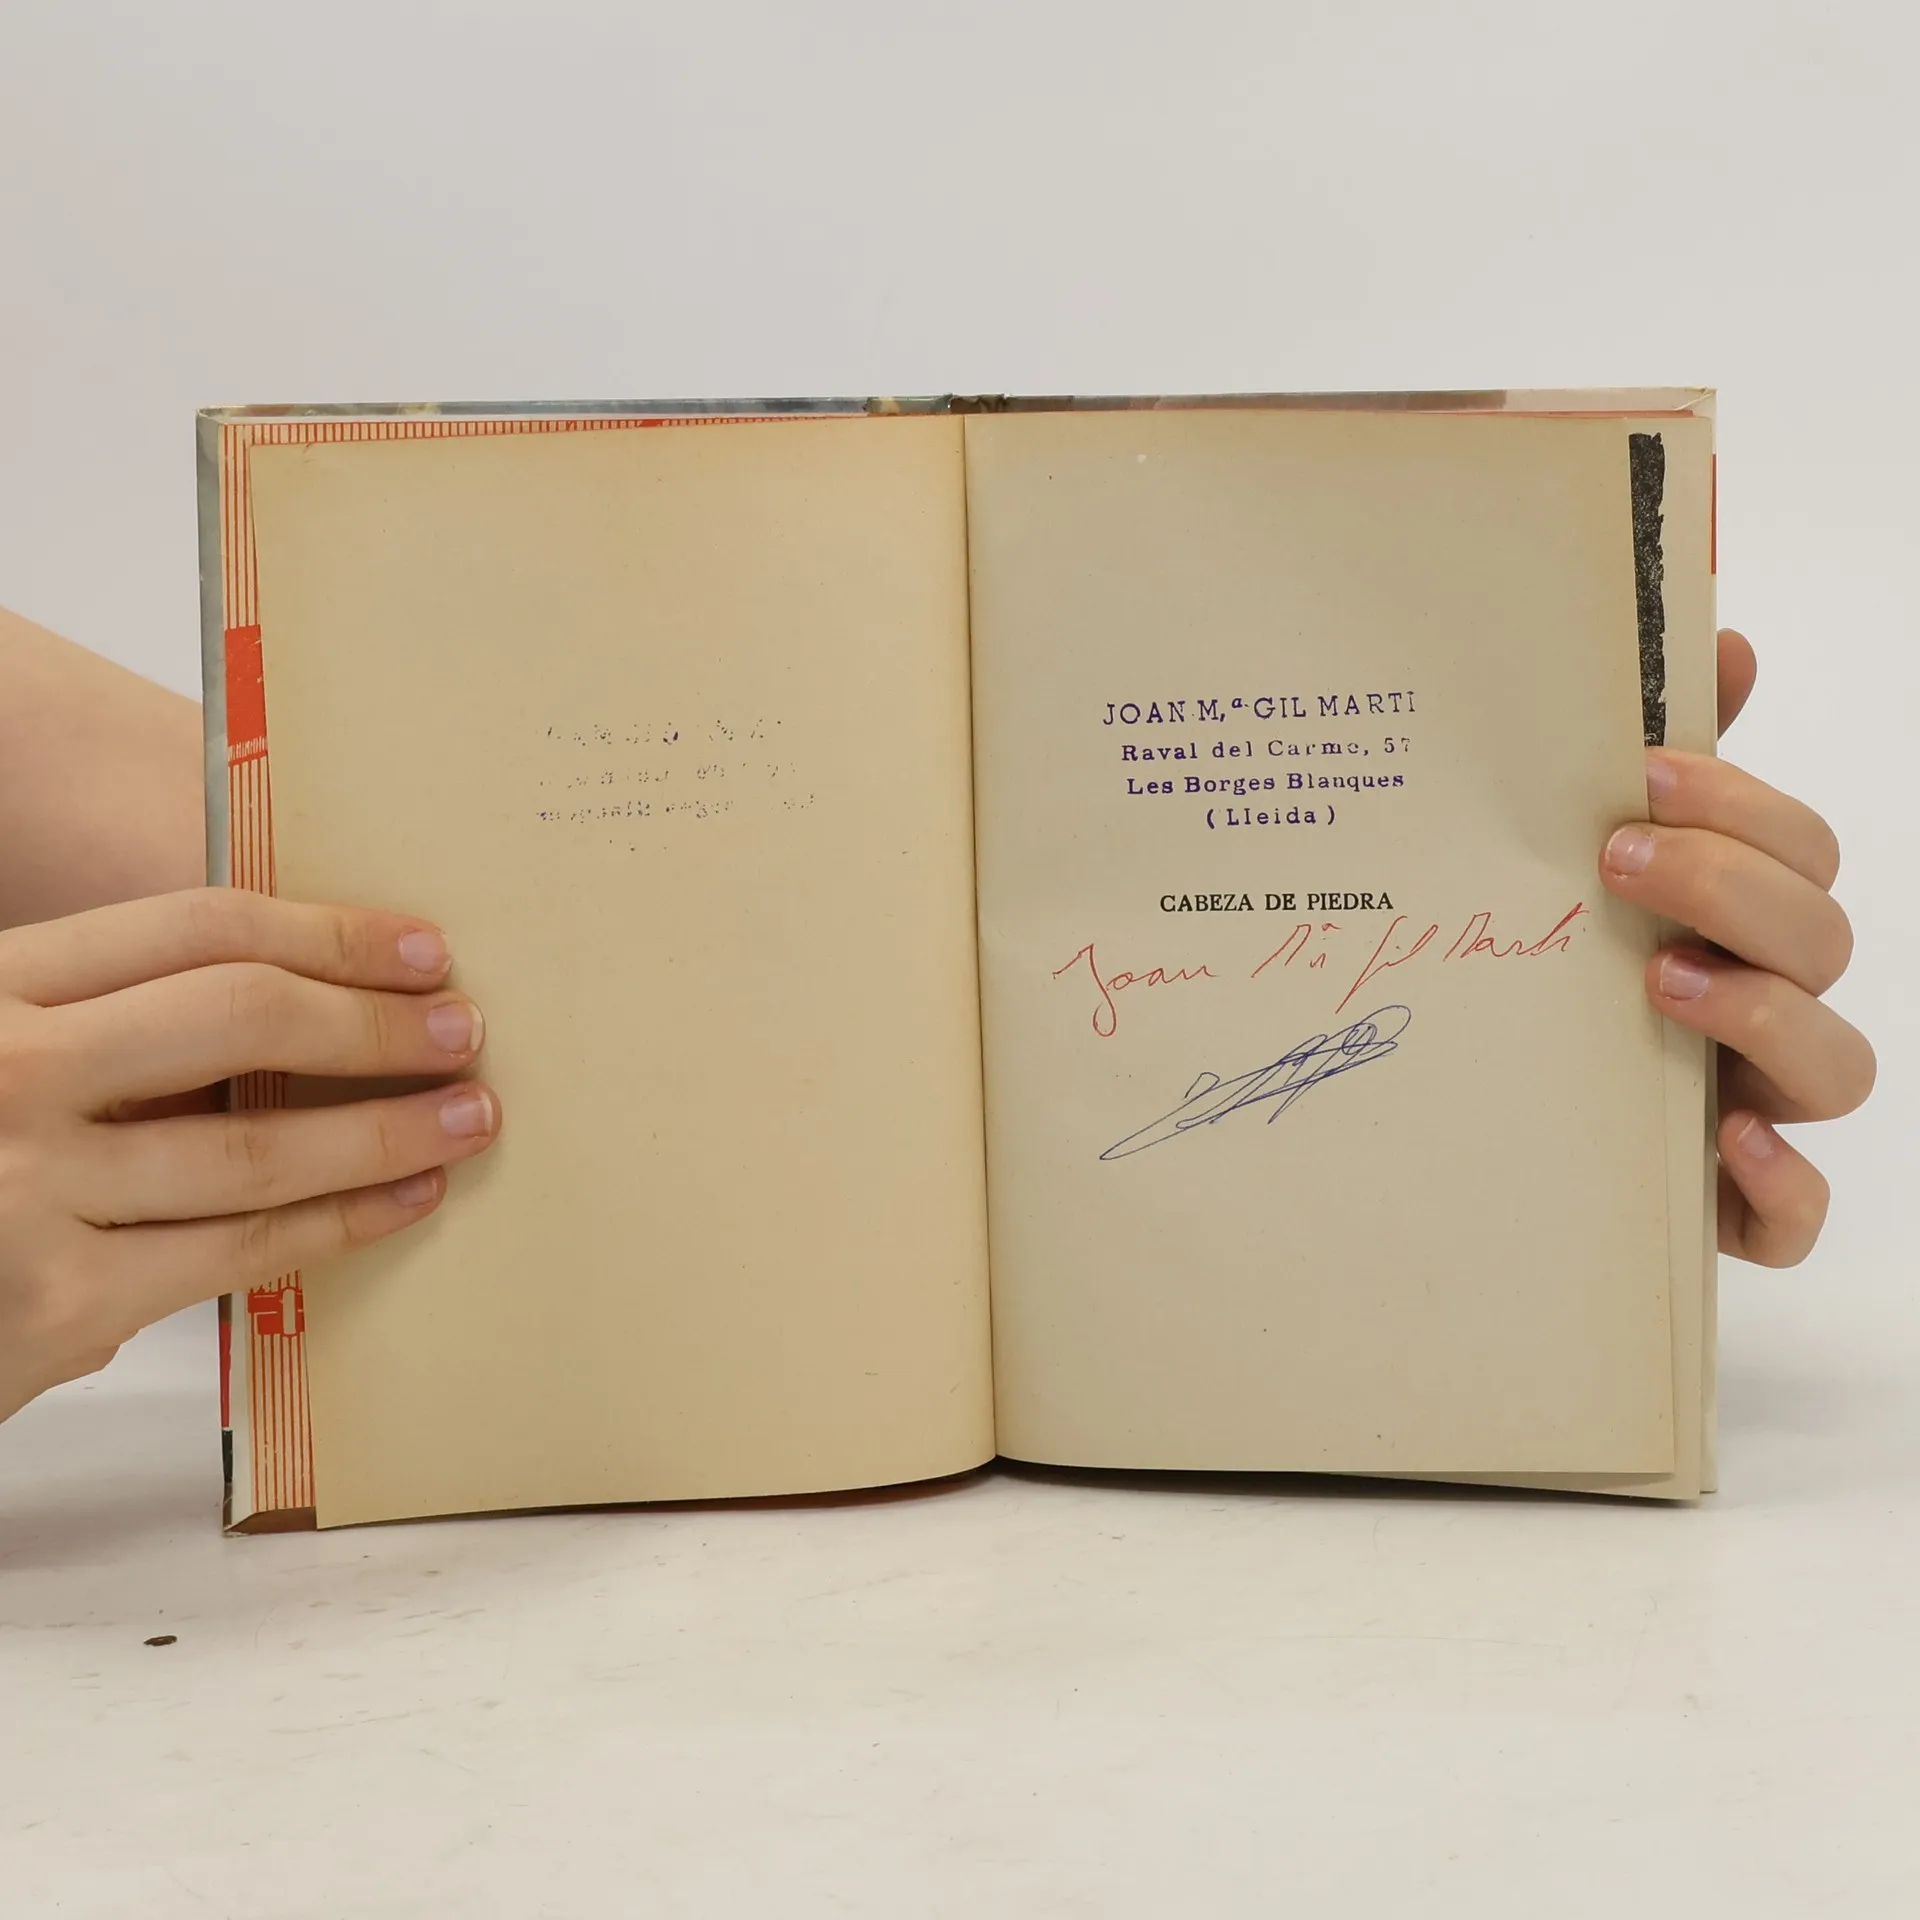 JOAN M,ª GIL MARTI
Raval del Carme, 57
Les Borges Blanques
( Lleida )
CABEZA DE PIEDRA
Joan Mª Gil Marti